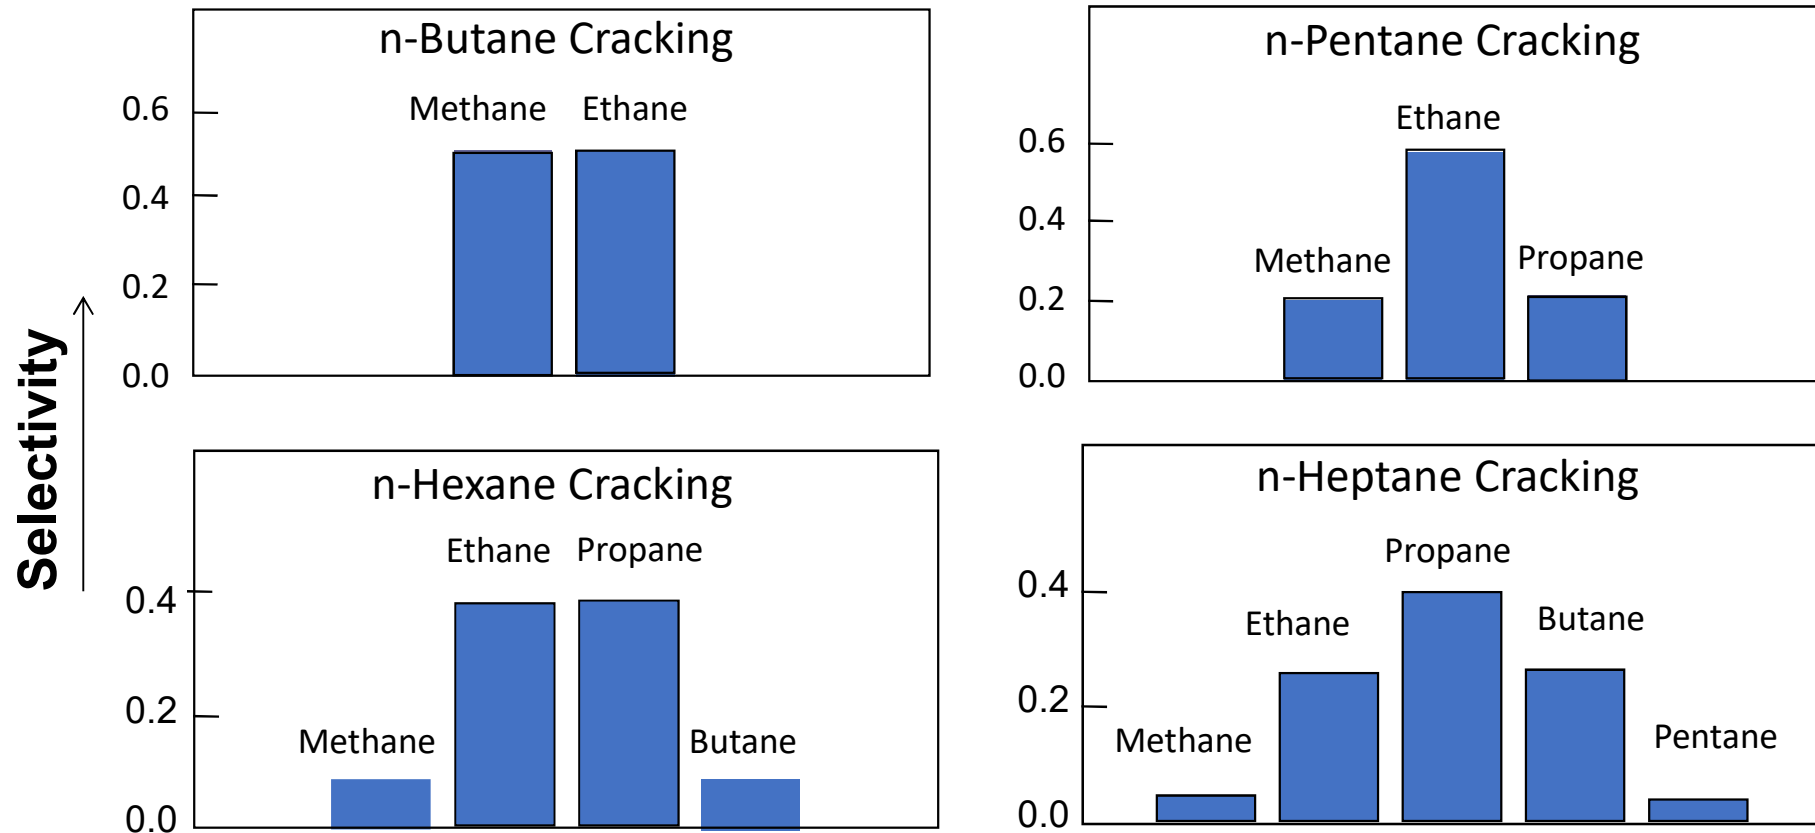 Selectivity
n-Butane Cracking
0.6
0.4
0.2
0.0
Methane
Ethane
n-Pentane Cracking
0.6
0.4
0.2
0.0
Methane
Ethane
Propane
n-Hexane Cracking
0.4
0.2
0.0
Methane
Ethane
Propane
Butane
n-Heptane Cracking
0.4
0.2
0.0
Methane
Ethane
Propane
Butane
Pentane